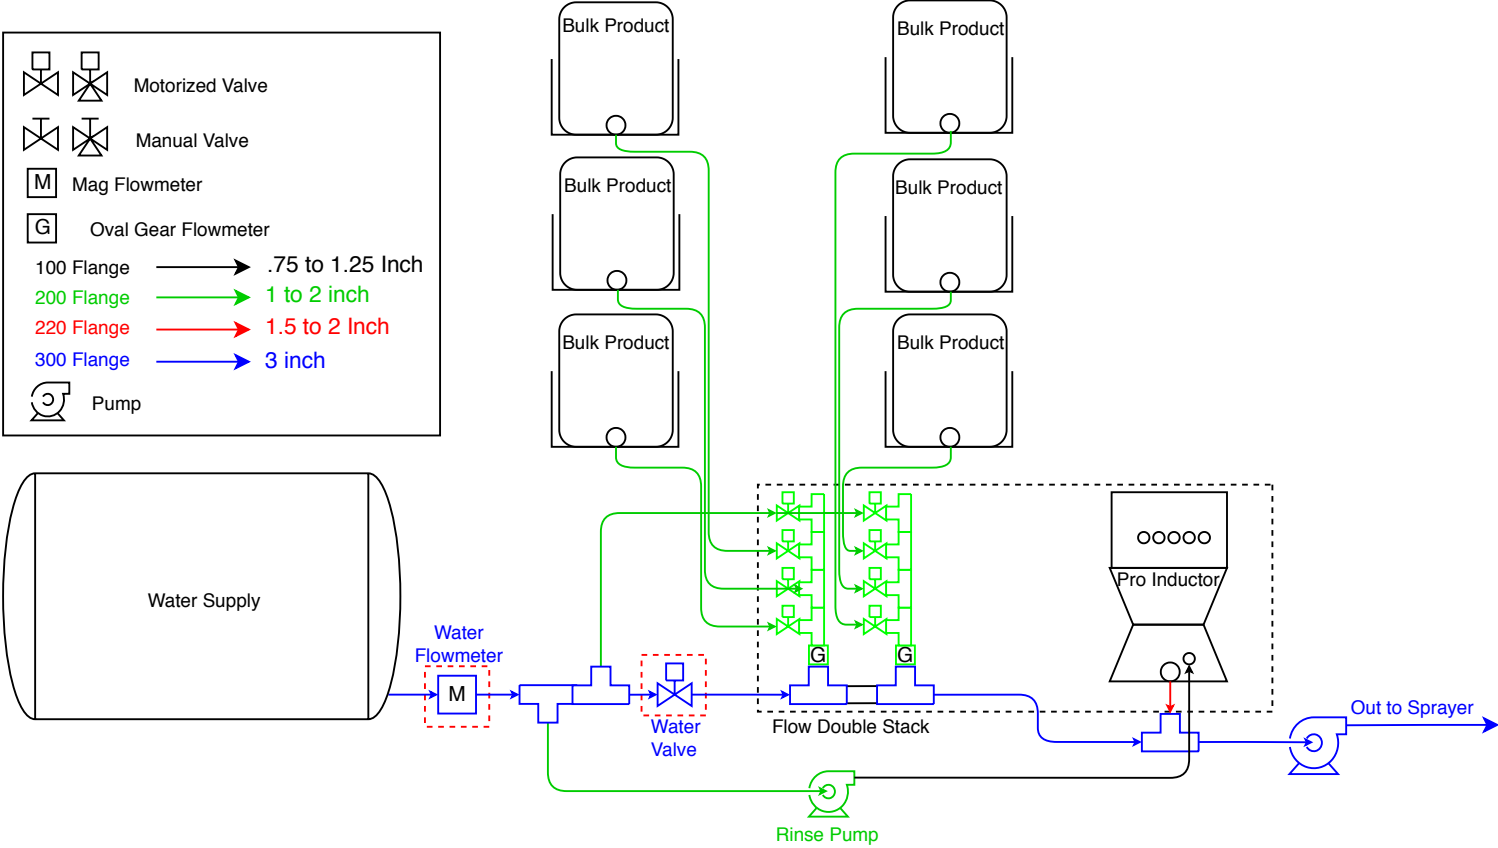 Bulk Product
Bulk Product
Motorized Valve
Manual Valve
M
Mag Flowmeter
G
Oval Gear Flowmeter
100 Flange
.75 to 1.25 Inch
200 Flange
1 to 2 inch
220 Flange
1.5 to 2 Inch
300 Flange
3 inch
Pump
Bulk Product
Bulk Product
Bulk Product
Bulk Product
Water Supply
Water
Flowmeter
M
Water
Valve
G
G
Flow Double Stack
Pro Inductor
Out to Sprayer
Rinse Pump